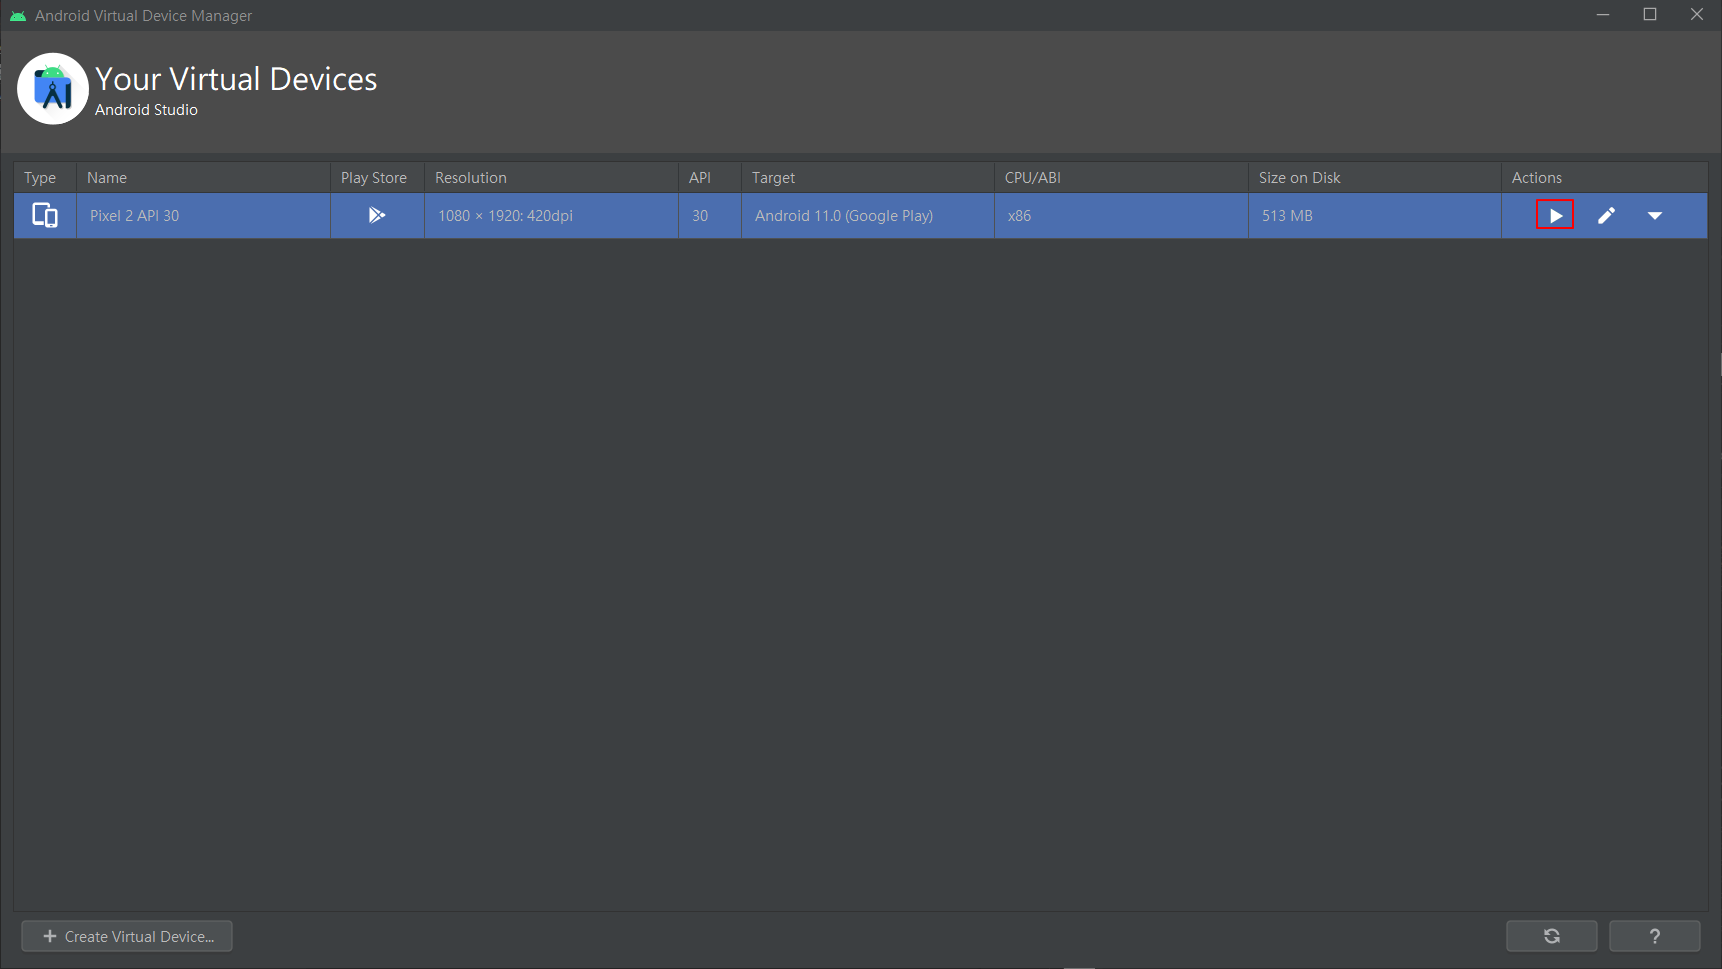 Android Virtual Device Manager
Your Virtual Devices
Android Studio
Type Name Play Store Resolution API Target CPU/ABI Size on Disk Actions
Pixel 2 API 30 1080 × 1920: 420dpi 30 Android 11.0 (Google Play) x86 513 MB
+ Create Virtual Device... ?